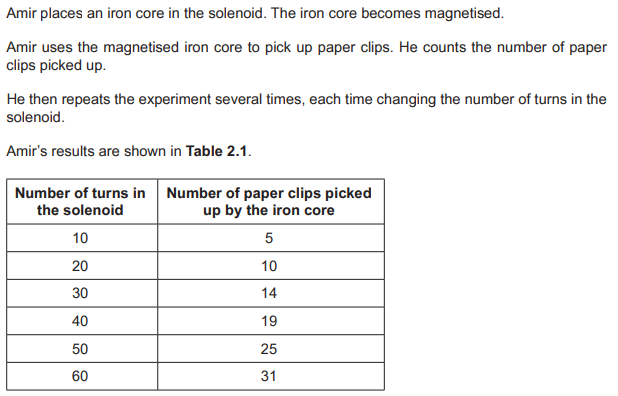 Amir places an iron core in the solenoid. The iron core becomes magnetised.
Amir uses the magnetised iron core to pick up paper clips. He counts the number of paper
clips picked up.
He then repeats the experiment several times, each time changing the number of turns in the
solenoid.
Amir's results are shown in Table 2.1.
Number of turns in the solenoid | Number of paper clips picked up by the iron core
10 | 5
20 | 10
30 | 14
40 | 19
50 | 25
60 | 31